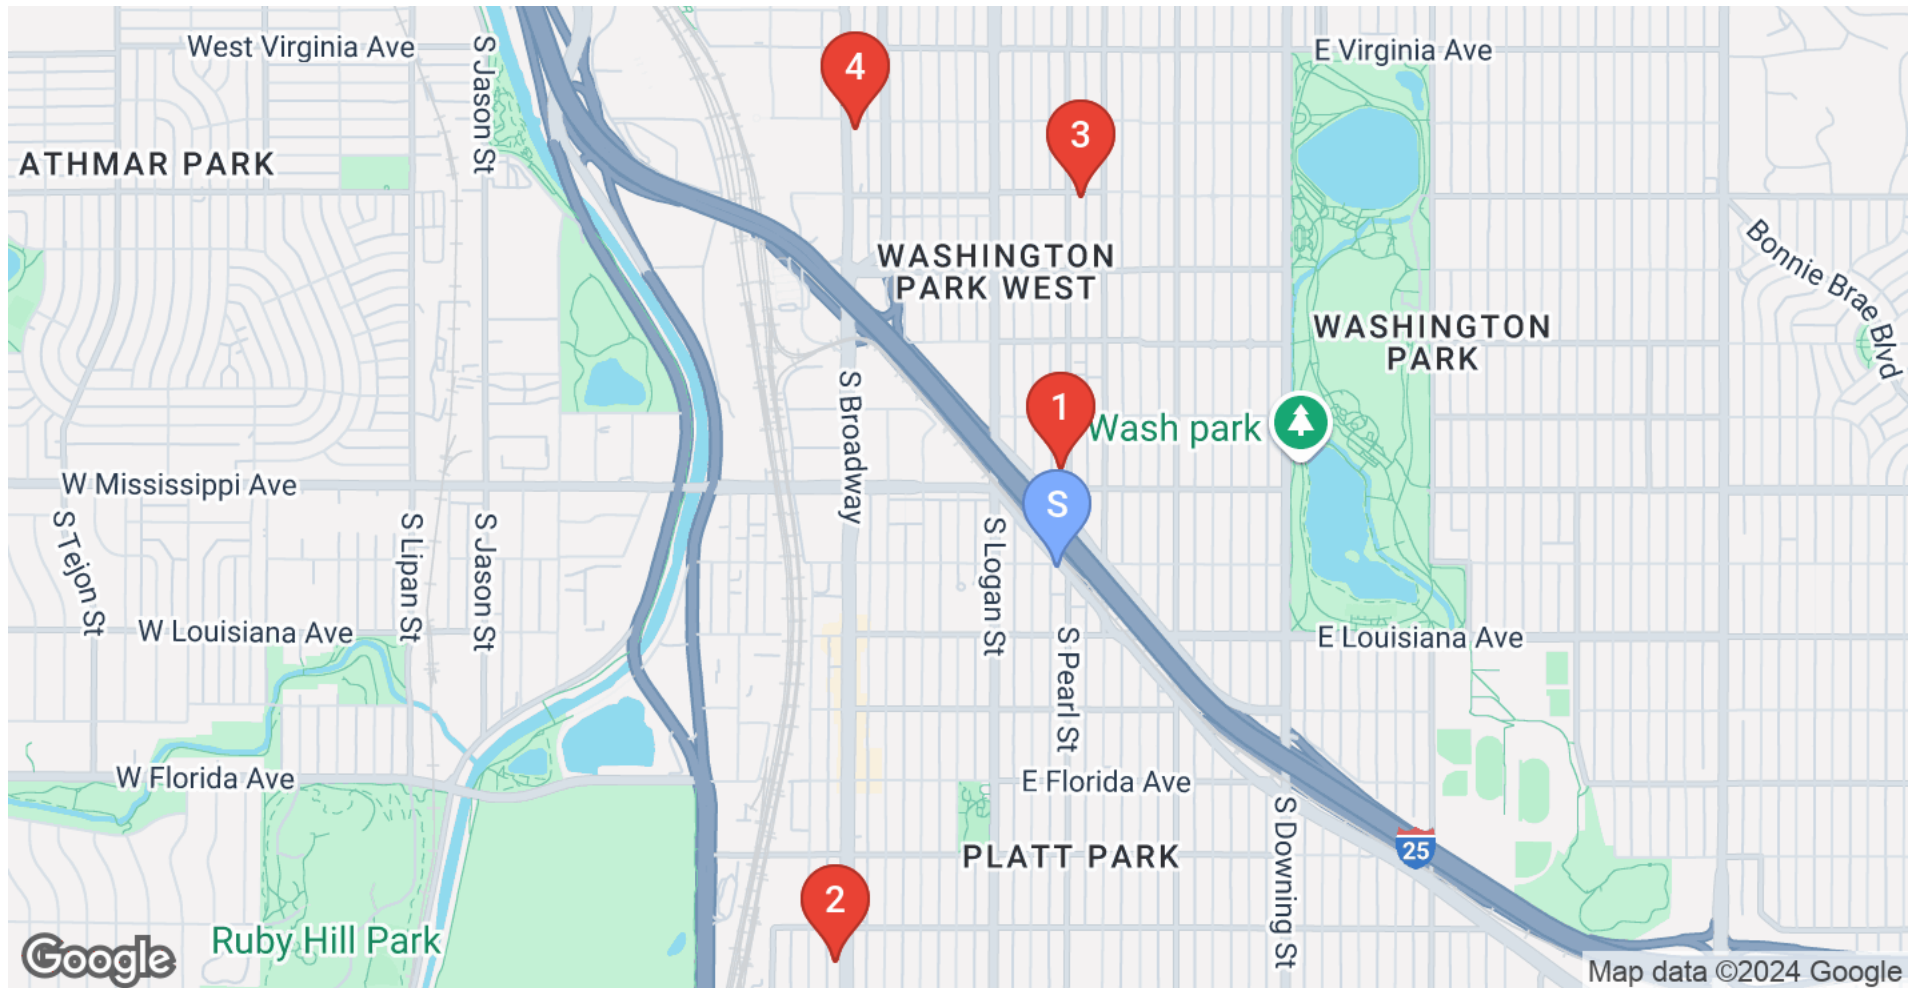 West Virginia Ave
S Jason St
4
E Virginia Ave
3
ATHMAR PARK
WASHINGTON
PARK WEST
Bonnie Brae Blvd
WASHINGTON
PARK
S Broadway
1
Wash park
W Mississippi Ave
S
S Tejon St
S Lipan St
S Jason St
S Logan St
W Louisiana Ave
E Louisiana Ave
S Pearl St
W Florida Ave
E Florida Ave
S Downing St
25
PLATT PARK
2
Ruby Hill Park
Google
Map data ©2024 Google